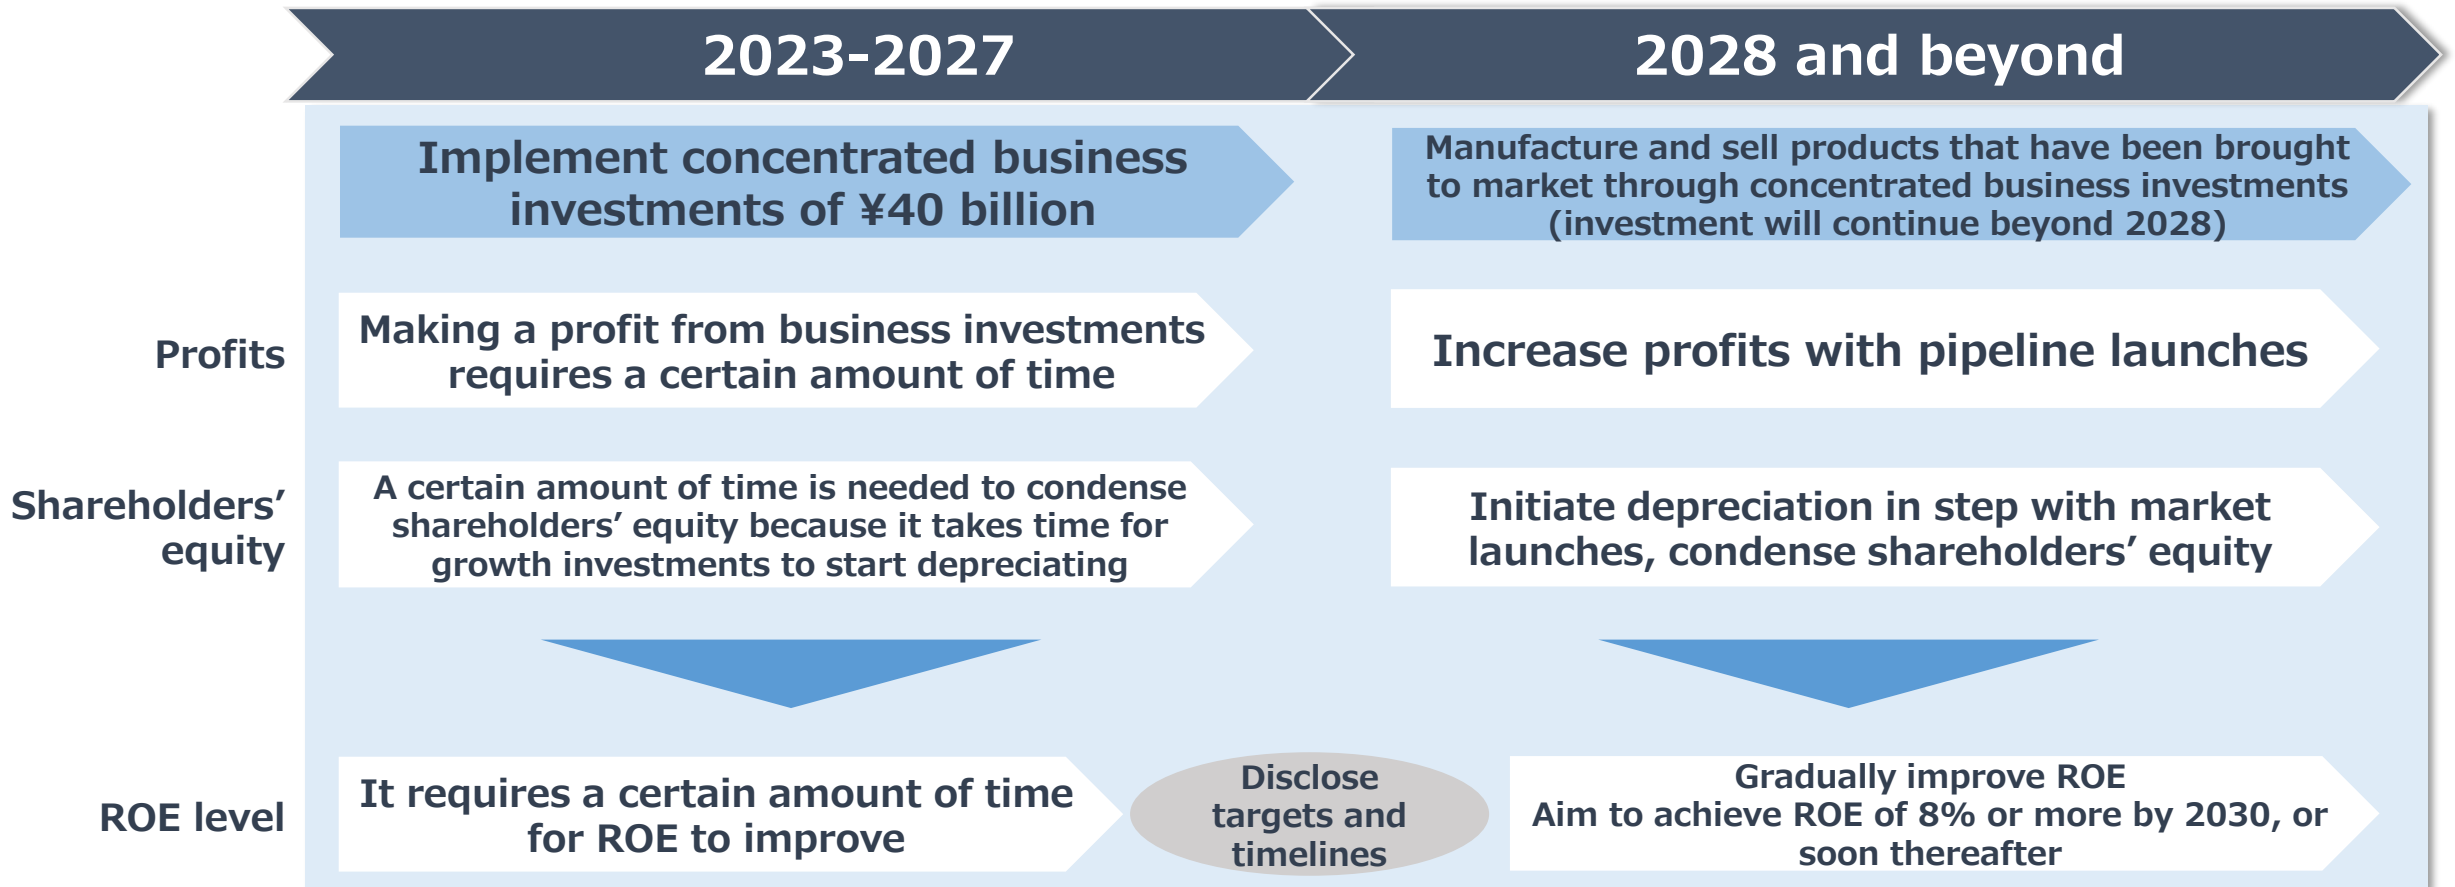 2023-2027
2028 and beyond
Implement concentrated business
investments of ¥40 billion
Manufacture and sell products that have been brought
to market through concentrated business investments
(investment will continue beyond 2028)
Profits
Making a profit from business investments
requires a certain amount of time
Increase profits with pipeline launches
Shareholders’
equity
A certain amount of time is needed to condense
shareholders’ equity because it takes time for
growth investments to start depreciating
Initiate depreciation in step with market
launches, condense shareholders’ equity
ROE level
It requires a certain amount of time
for ROE to improve
Disclose
targets and
timelines
Gradually improve ROE
Aim to achieve ROE of 8% or more by 2030, or
soon thereafter